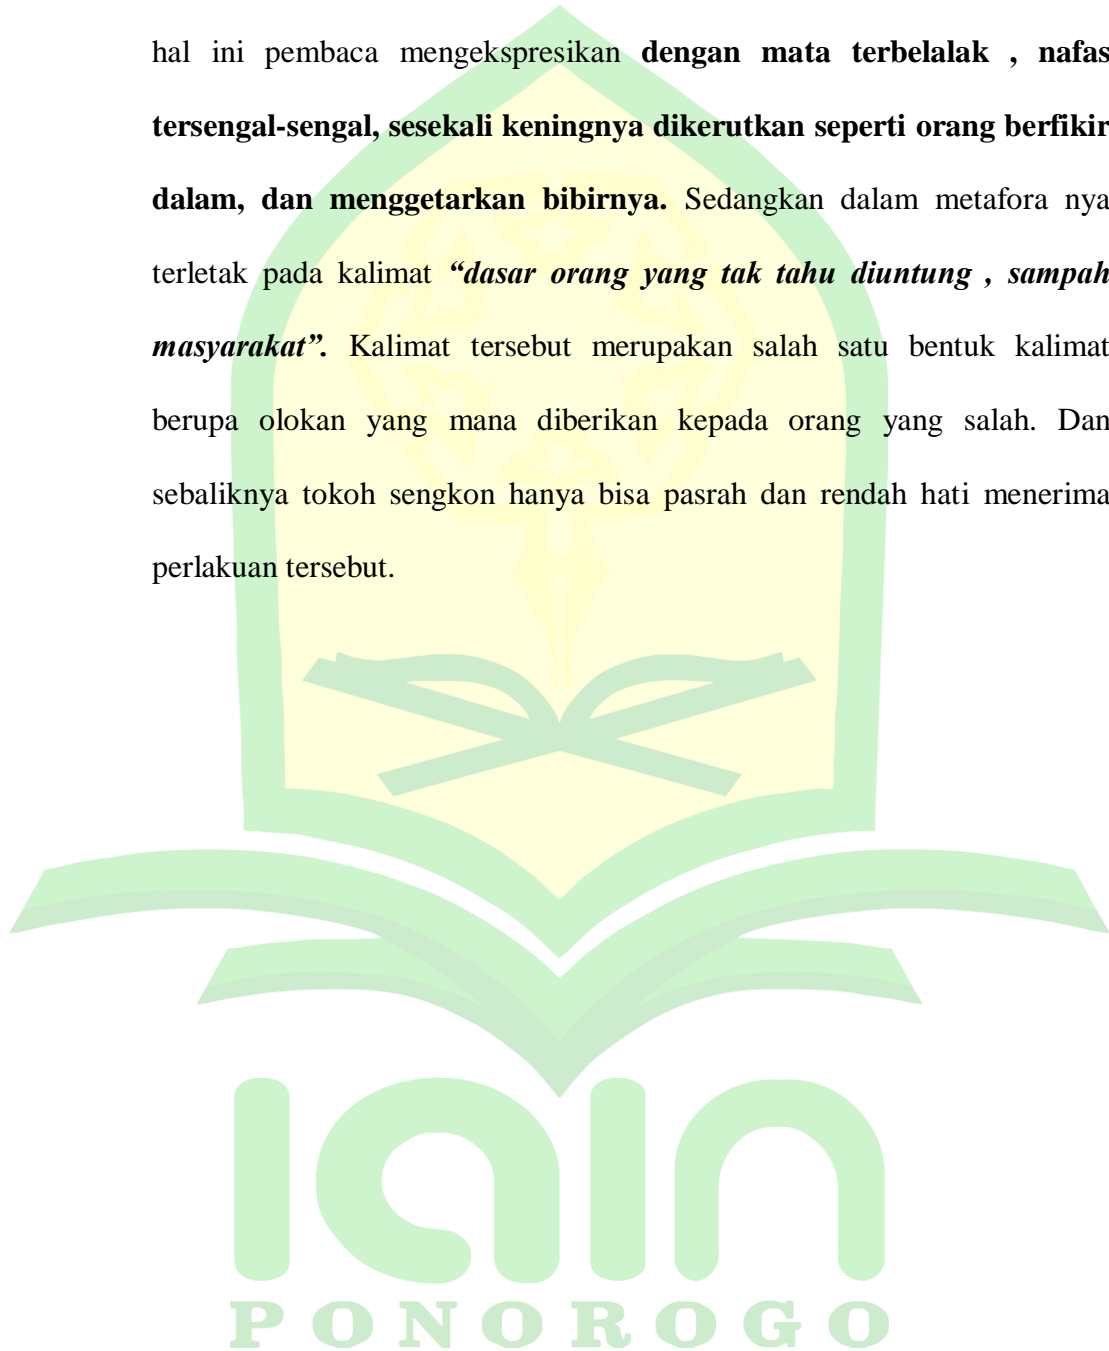 hal ini pembaca mengekspresikan dengan mata terbelalak , nafas
tersengal-sengal, sesekali keningnya dikerutkan seperti orang berfikir
dalam, dan menggetarkan bibirnya. Sedangkan dalam metafora nya
terletak pada kalimat “dasar orang yang tak tahu diuntung , sampah
masyarakat”. Kalimat tersebut merupakan salah satu bentuk kalimat
berupa olokan yang mana diberikan kepada orang yang salah. Dan
sebaliknya tokoh sengkon hanya bisa pasrah dan rendah hati menerima
perlakuan tersebut.
iain
PONOROGO